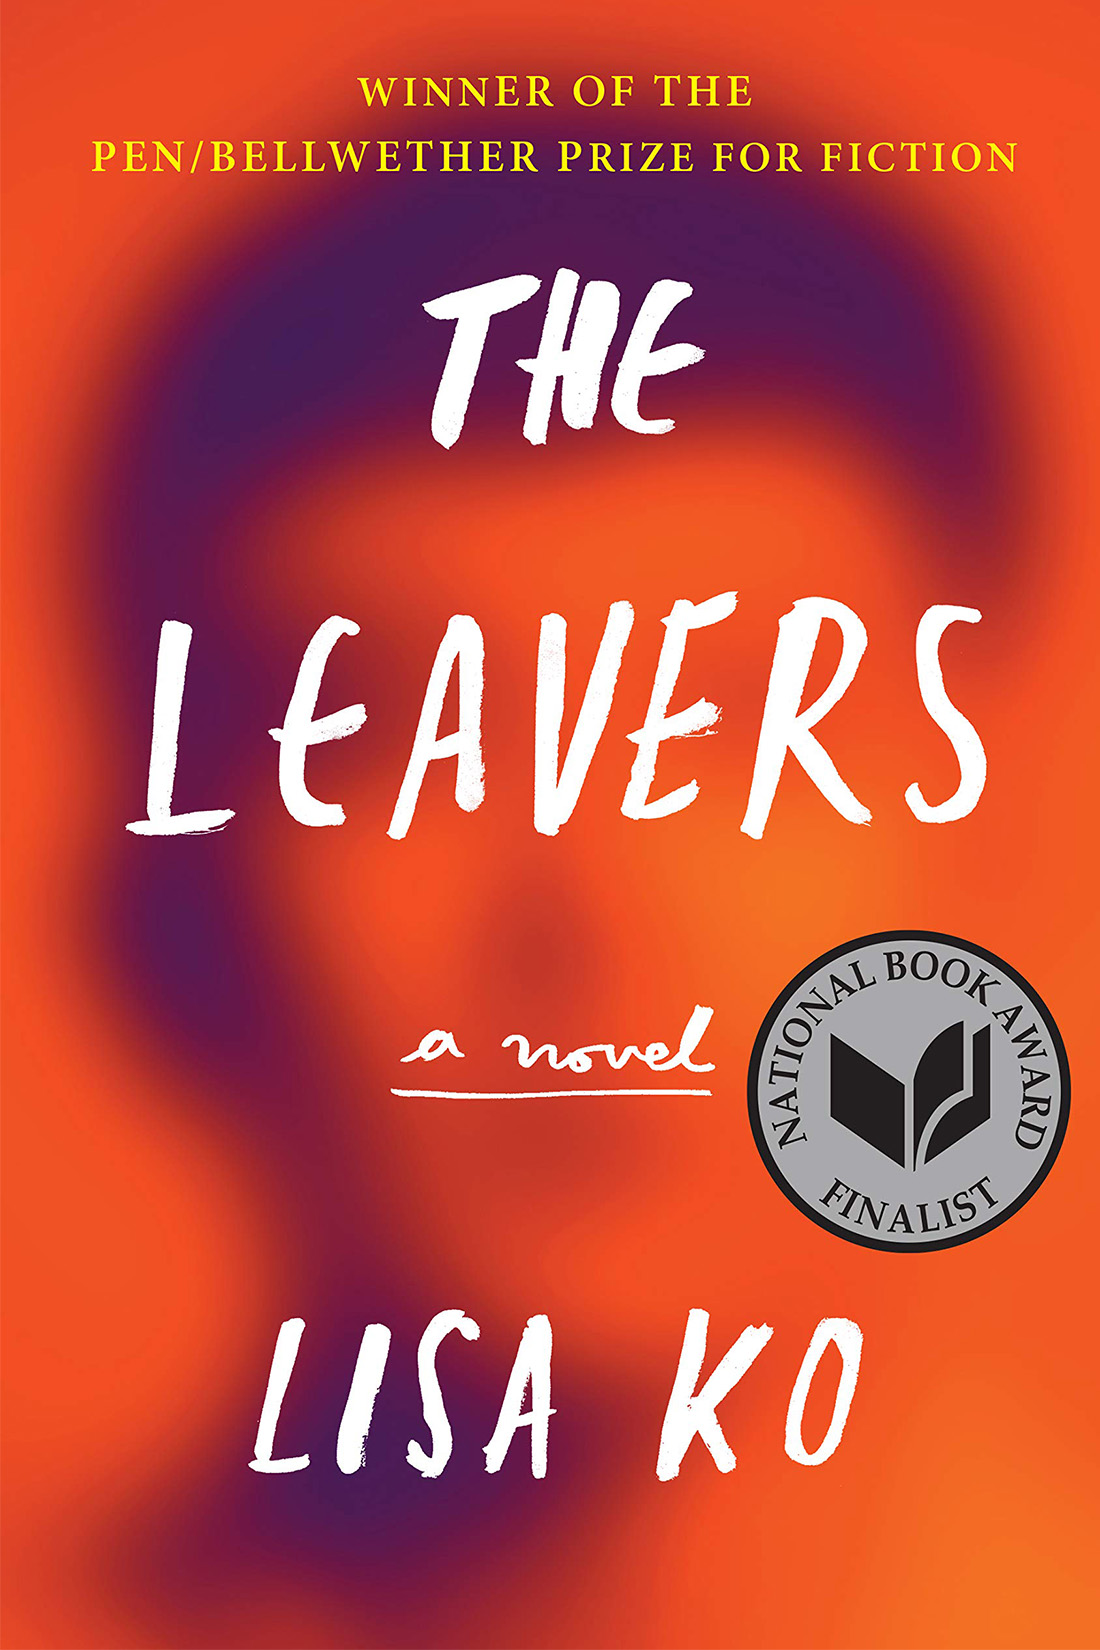 WINNER OF THE
PEN/BELLWETHER PRIZE FOR FICTION
THE
LEAVERS
a novel
NATIONAL BOOK AWARD
FINALIST
LISA KO